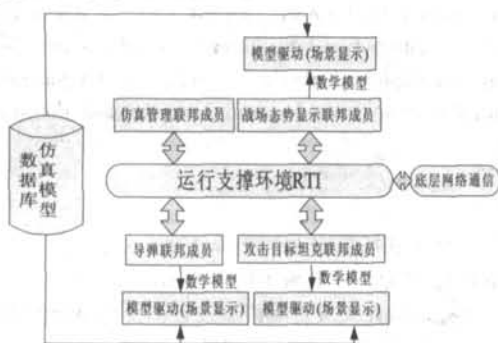 模型驱动(场景显示)
数学模型
仿真管理联邦成员
战场态势显示联邦成员
仿真模型
数据库
运行支撑环境RTI
底层网络通信
导弹联邦成员
攻击目标坦克联邦成员
数学模型
数学模型
模型驱动(场景显示)
模型驱动(场景显示)